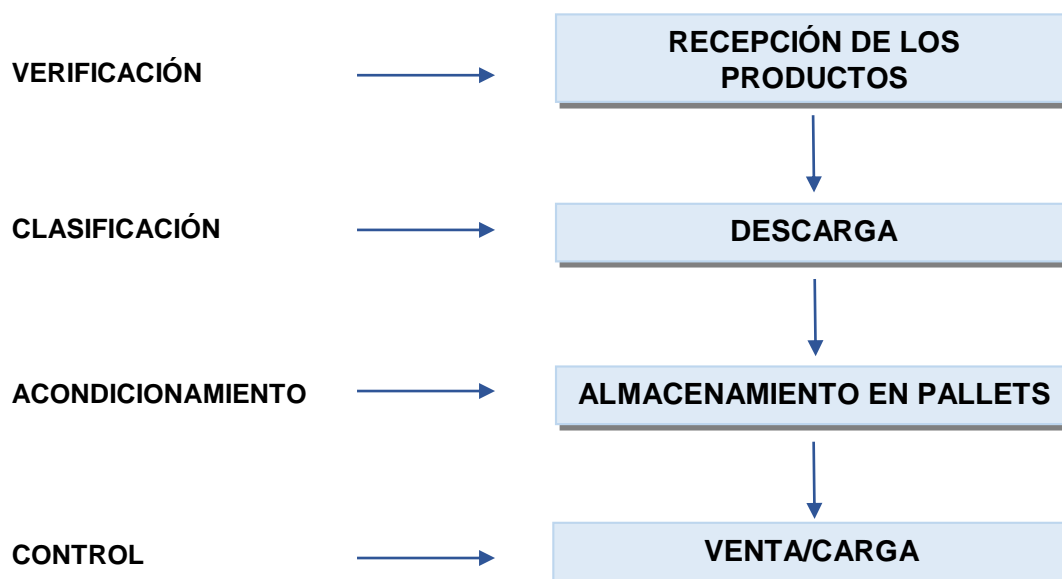 VERIFICACIÓN
RECEPCIÓN DE LOS
PRODUCTOS
CLASIFICACIÓN
DESCARGA
ACONDICIONAMIENTO
ALMACENAMIENTO EN PALLETS
CONTROL
VENTA/CARGA